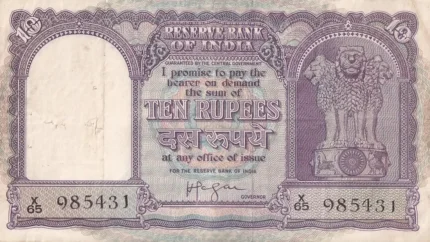 10
10
RESERVE BANK
OF INDIA
GUARANTEED BY THE CENTRAL GOVERNMENT
I promise to pay the
bearer on demand
the sum of
TEN RUPEES
दस रूपये
at any office of issue
FOR THE RESERVE BANK OF INDIA
GOVERNOR
X/65 985431
X/65 985431